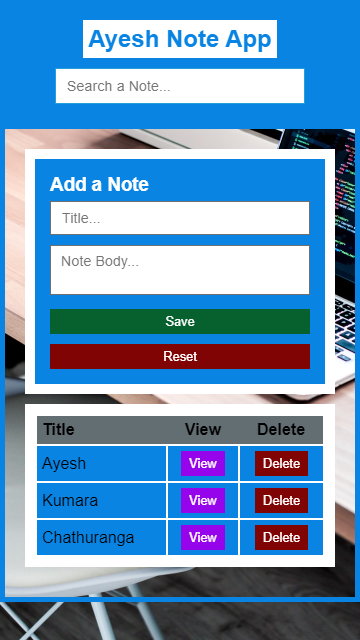 Ayesh Note App
Search a Note...
Add a Note
Title...
Note Body...
Save
Reset
Title View Delete
Ayesh View Delete
Kumara View Delete
Chathuranga View Delete